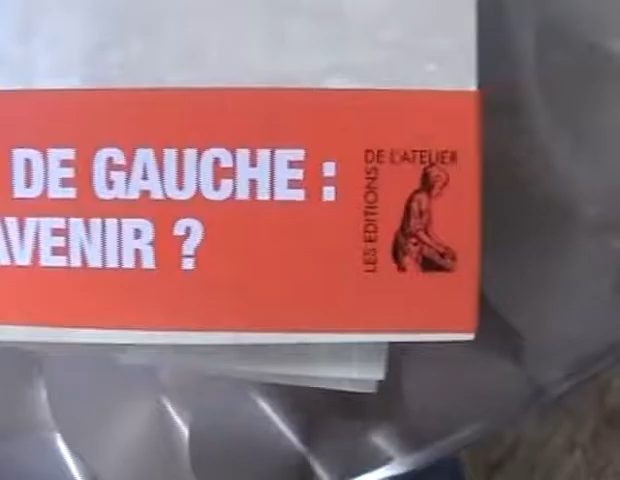 DE GAUCHE :
AVENIR ?
LES EDITIONS
DE L'ATELIER